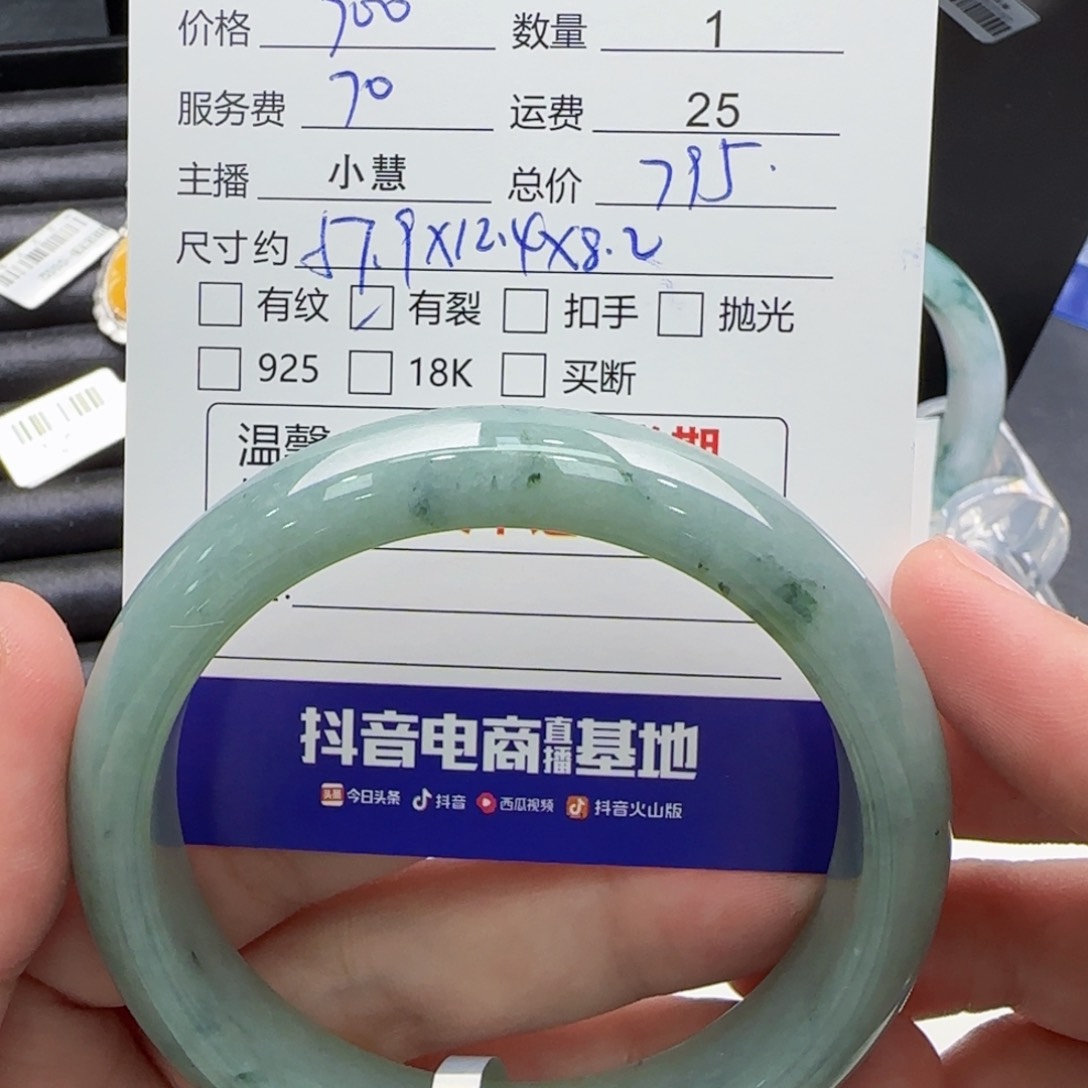 价格 700 数量 1
服务费 70 运费 25
主播 小慧 总价 795.
尺寸约 57.9X12.4X8.2
有纹 有裂 扣手 抛光
925 18K 买断
温馨 期
抖音电商直播基地
头条 今日头条 抖音 西瓜视频 抖音火山版